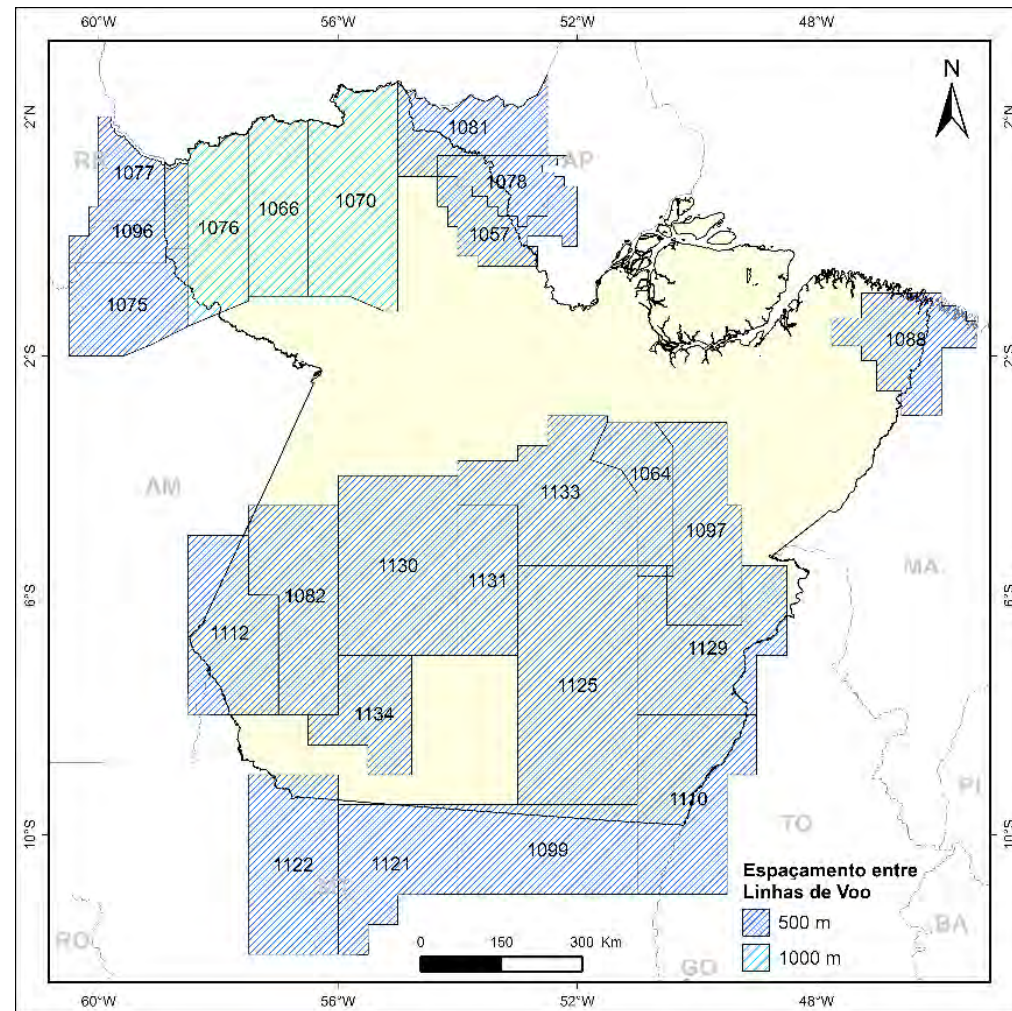 60°W 56°W 52°W 48°W
N
2°N 2°N
1081
RR
1077
AP
1078
1070
1066
1076
1096
1057
1075
1088
2°S 2°S
1064
1133
AM
1097
1130
1131
MA
1082
6°S 6°S
1112
1129
1125
1134
PI
1110
TO
10°S 10°S
1099
1121
1122
Espaçamento entre
Linhas de Voo
500 m
BA
RO
0 150 300 Km
1000 m
GO
60°W 56°W 52°W 48°W